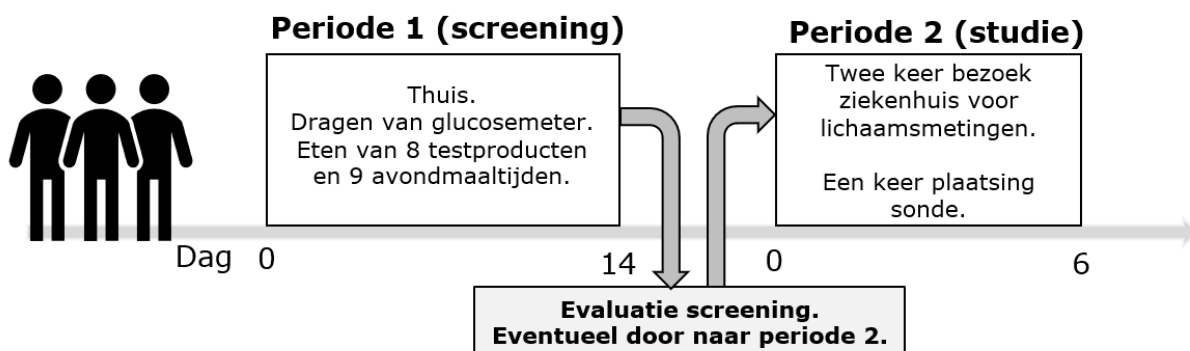 Periode 1 (screening)
Thuis.
Dragen van glucosemeter.
Eten van 8 testproducten
en 9 avondmaaltijden.
Periode 2 (studie)
Twee keer bezoek
ziekenhuis voor
lichaamsmetingen.
Een keer plaatsing
sonde.
Dag 0 14 0 6
Evaluatie screening.
Eventueel door naar periode 2.